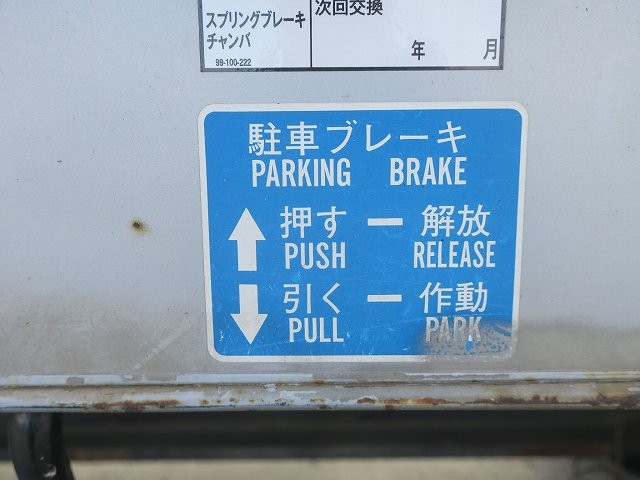 スプリングブレーキ
チャンバ
99-100-222
次回交換
年 月
駐車ブレーキ
PARKING BRAKE
押す ー 解放
PUSH RELEASE
引く ー 作動
PULL PARK